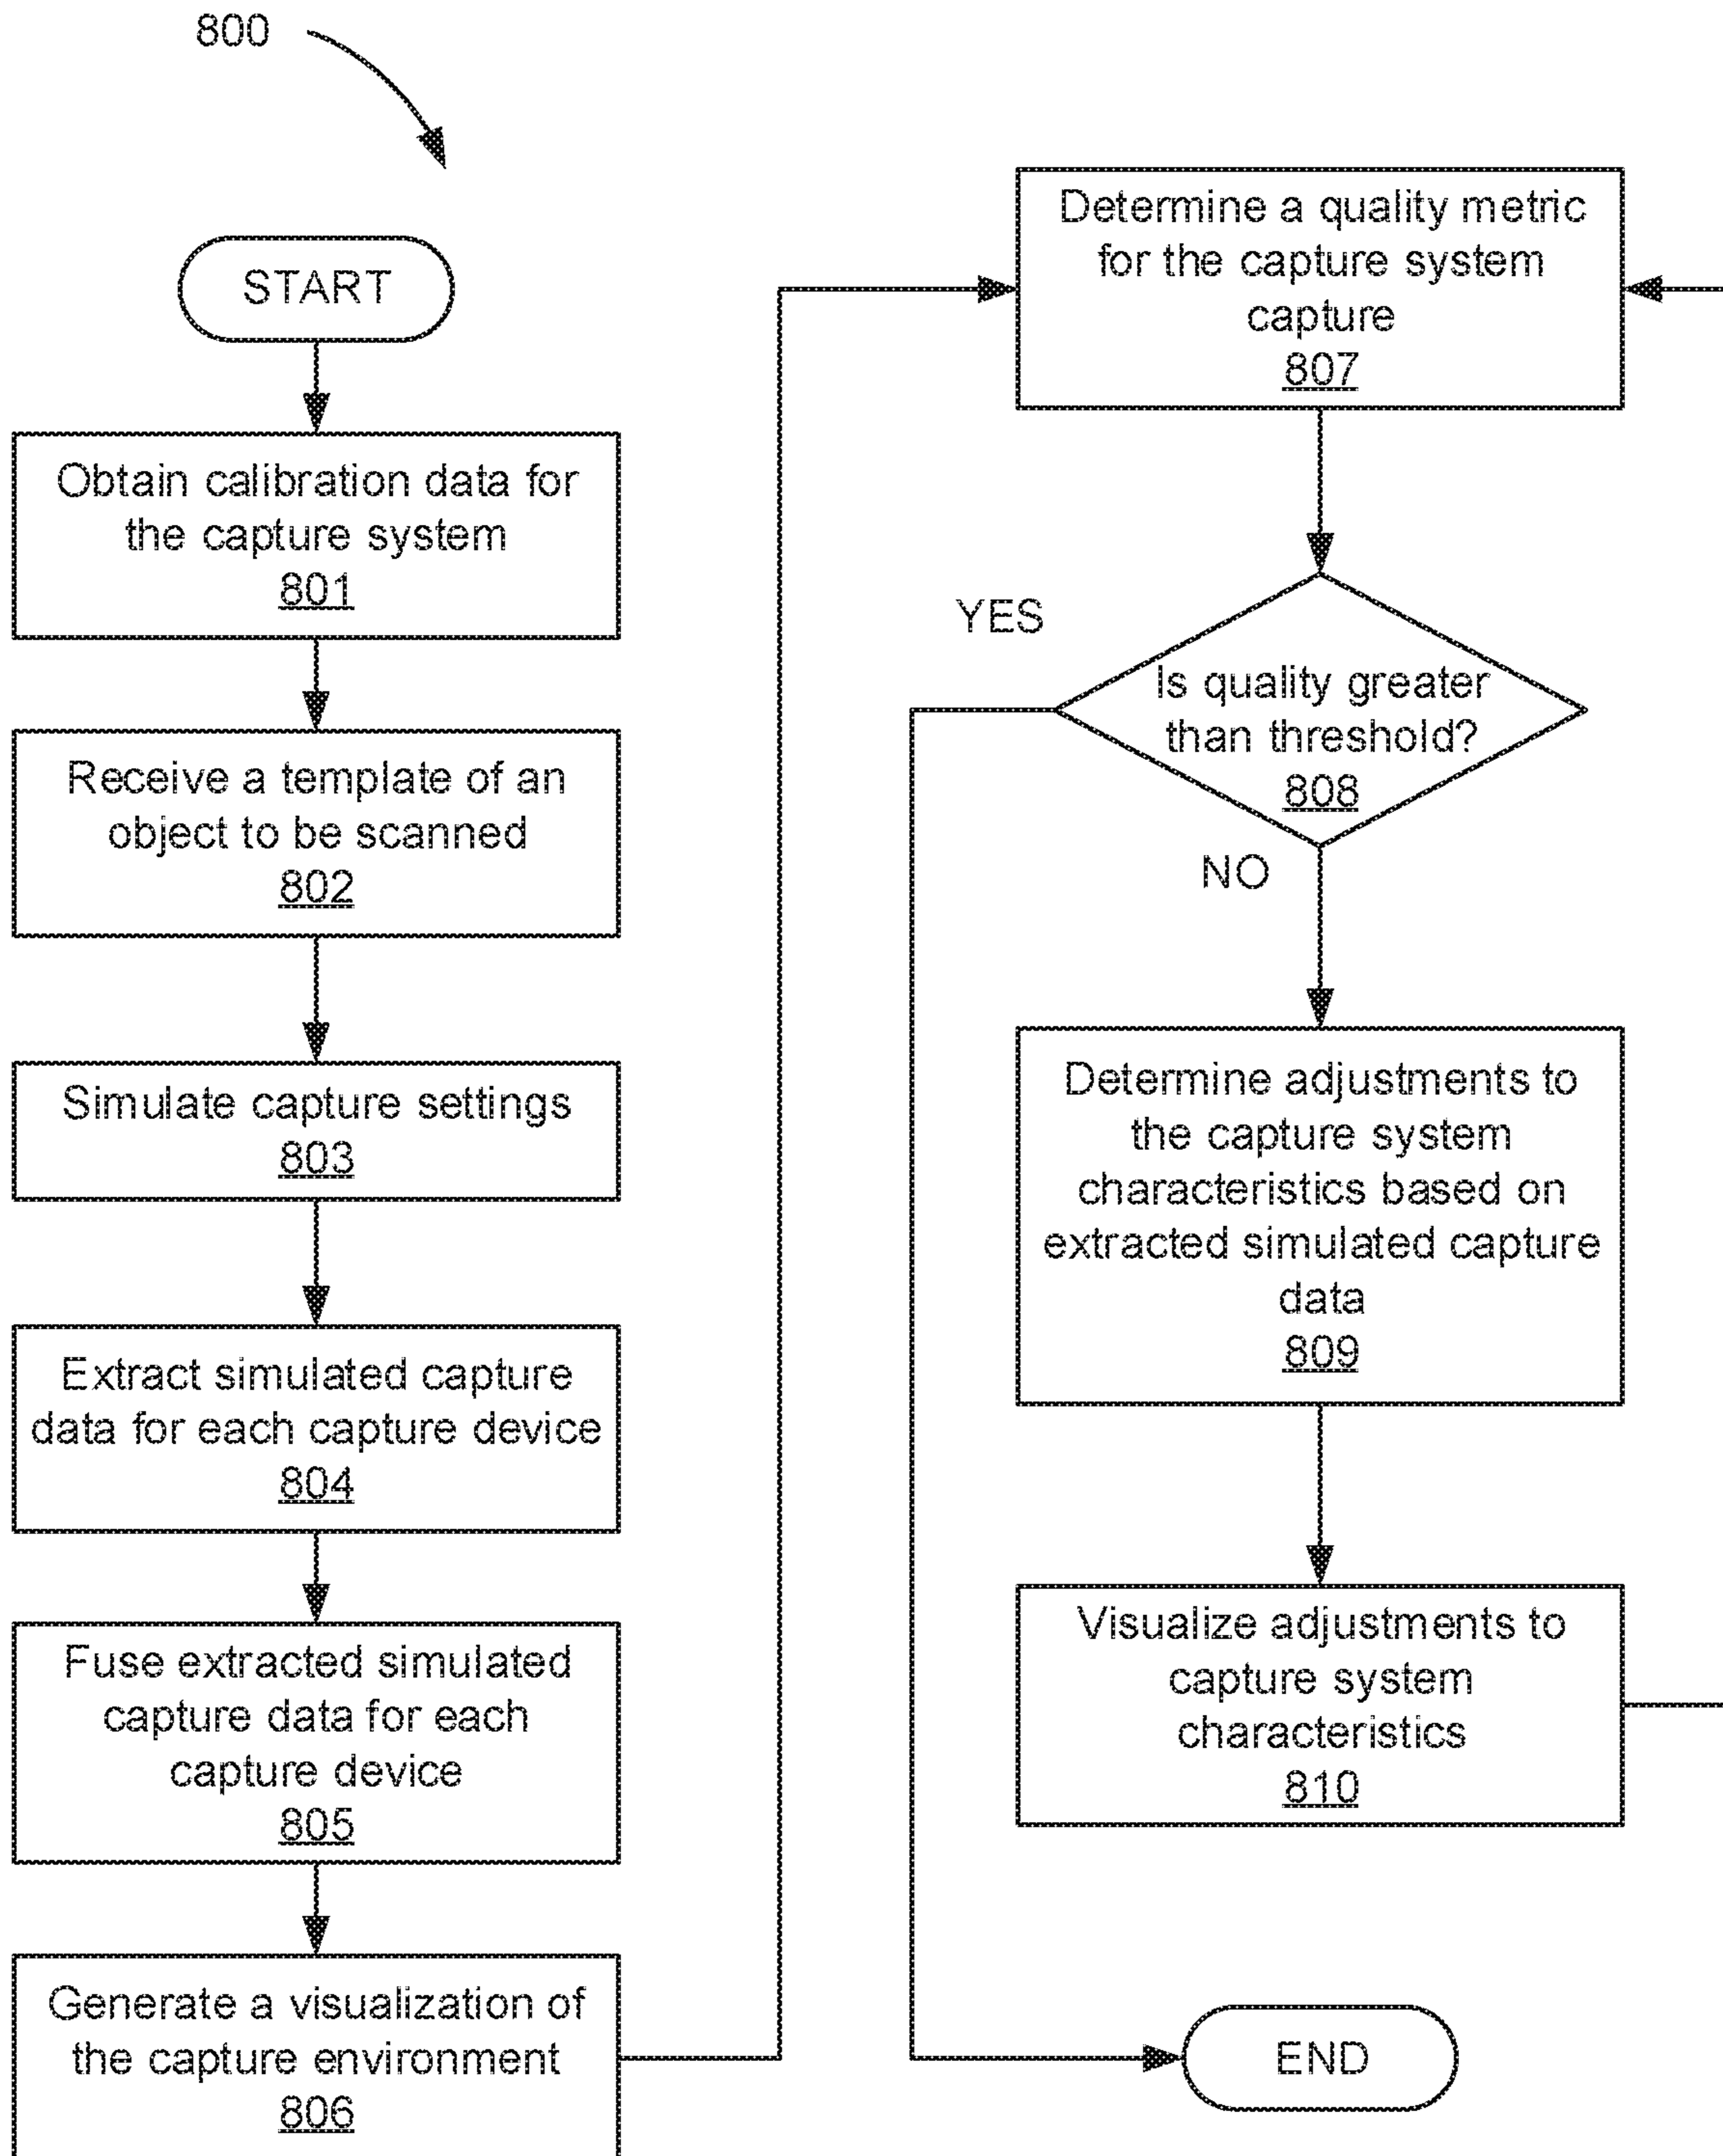 800
START
Obtain calibration data for
the capture system
801
Receive a template of an
object to be scanned
802
Simulate capture settings
803
Extract simulated capture
data for each capture device
804
Fuse extracted simulated
capture data for each
capture device
805
Generate a visualization of
the capture environment
806
Determine a quality metric
for the capture system
capture
807
YES
Is quality greater
than threshold?
808
NO
Determine adjustments to
the capture system
characteristics based on
extracted simulated capture
data
809
Visualize adjustments to
capture system
characteristics
810
END